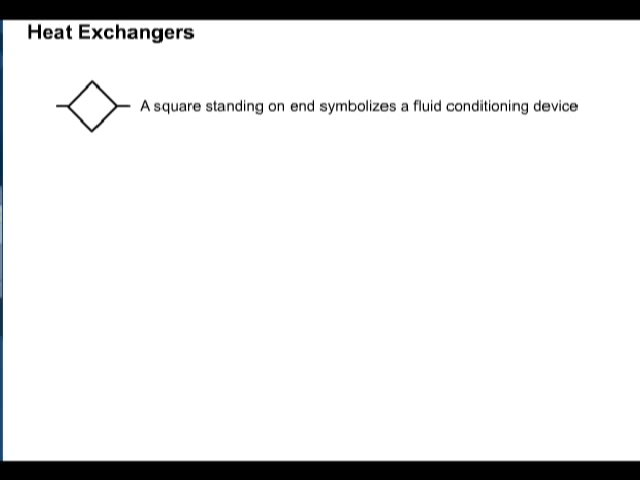 Heat Exchangers
A square standing on end symbolizes a fluid conditioning device